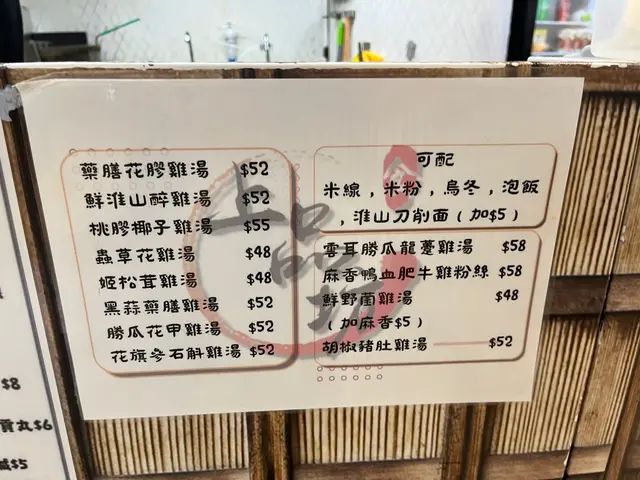 藥膳花膠雞湯 $52
鮮淮山醉雞湯 $52
桃膠椰子雞湯 $55
蟲草花雞湯 $48
姬松茸雞湯 $48
黑蒜藥膳雞湯 $52
勝瓜花甲雞湯 $52
花旗參石斛雞湯 $52
可配
米線，米粉，烏冬，泡飯
，淮山刀削面（加$5）
雲耳勝瓜龍躉雞湯 $58
麻香鴨血肥牛雞粉絲 $58
鮮野菌雞湯 $48
（加麻香$5）
胡椒豬肚雞湯 $52
上品坊
$8
貢丸$6
$5